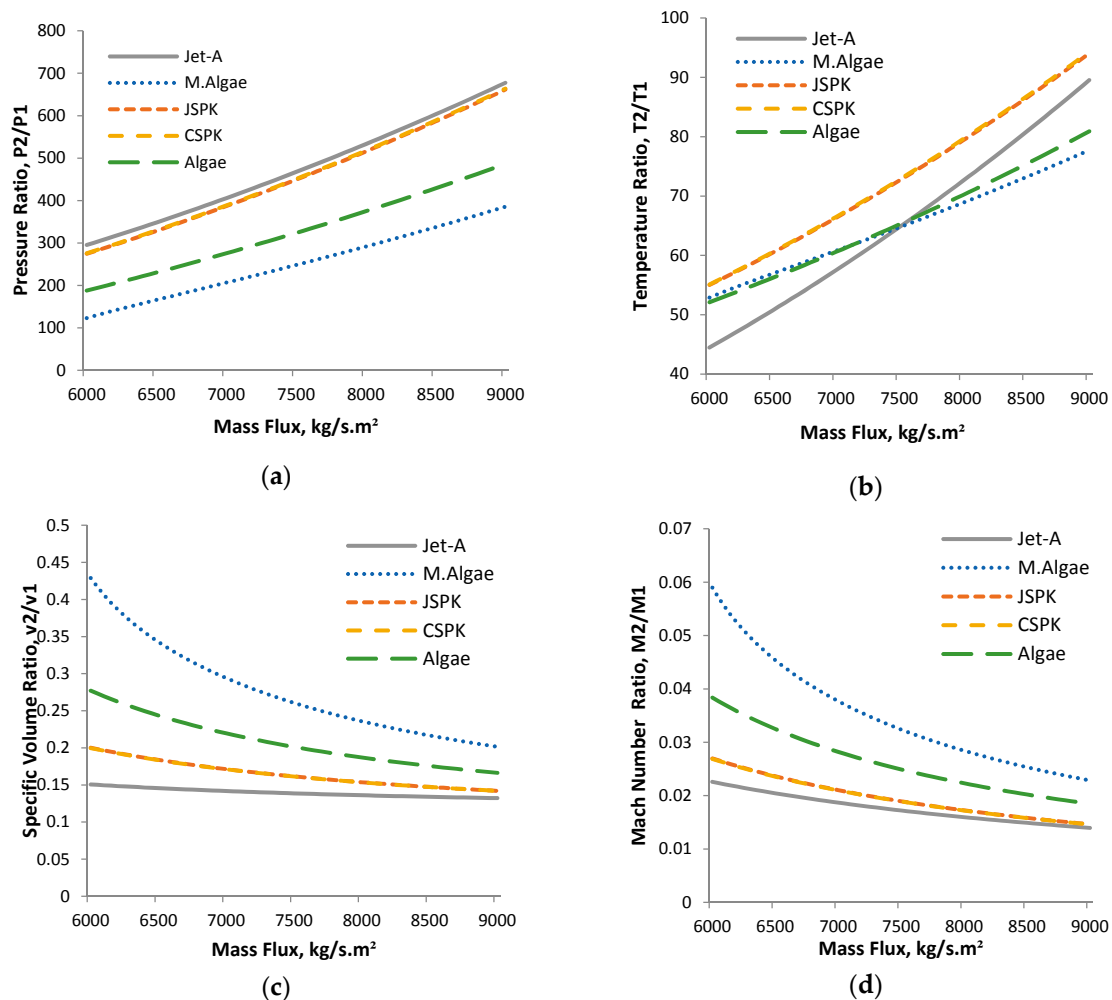 800
700
600
500
400
300
200
100
0
Pressure Ratio, P2/P1
Jet-A
M.Algae
JSPK
CSPK
Algae
6000 6500 7000 7500 8000 8500 9000
Mass Flux, kg/s.m²
(a)
100
90
80
70
60
50
40
Temperature Ratio, T2/T1
Jet-A
M.Algae
JSPK
CSPK
Algae
6000 6500 7000 7500 8000 8500 9000
Mass Flux, kg/s.m²
(b)
0.5
0.45
0.4
0.35
0.3
0.25
0.2
0.15
0.1
0.05
0
Specific Volume Ratio, v2/v1
Jet-A
M.Algae
JSPK
CSPK
Algae
6000 6500 7000 7500 8000 8500 9000
Mass Flux, kg/s.m²
(c)
0.07
0.06
0.05
0.04
0.03
0.02
0.01
0
Mach Number Ratio, M2/M1
Jet-A
M.Algae
JSPK
CSPK
Algae
6000 6500 7000 7500 8000 8500 9000
Mass Flux, kg/s.m²
(d)